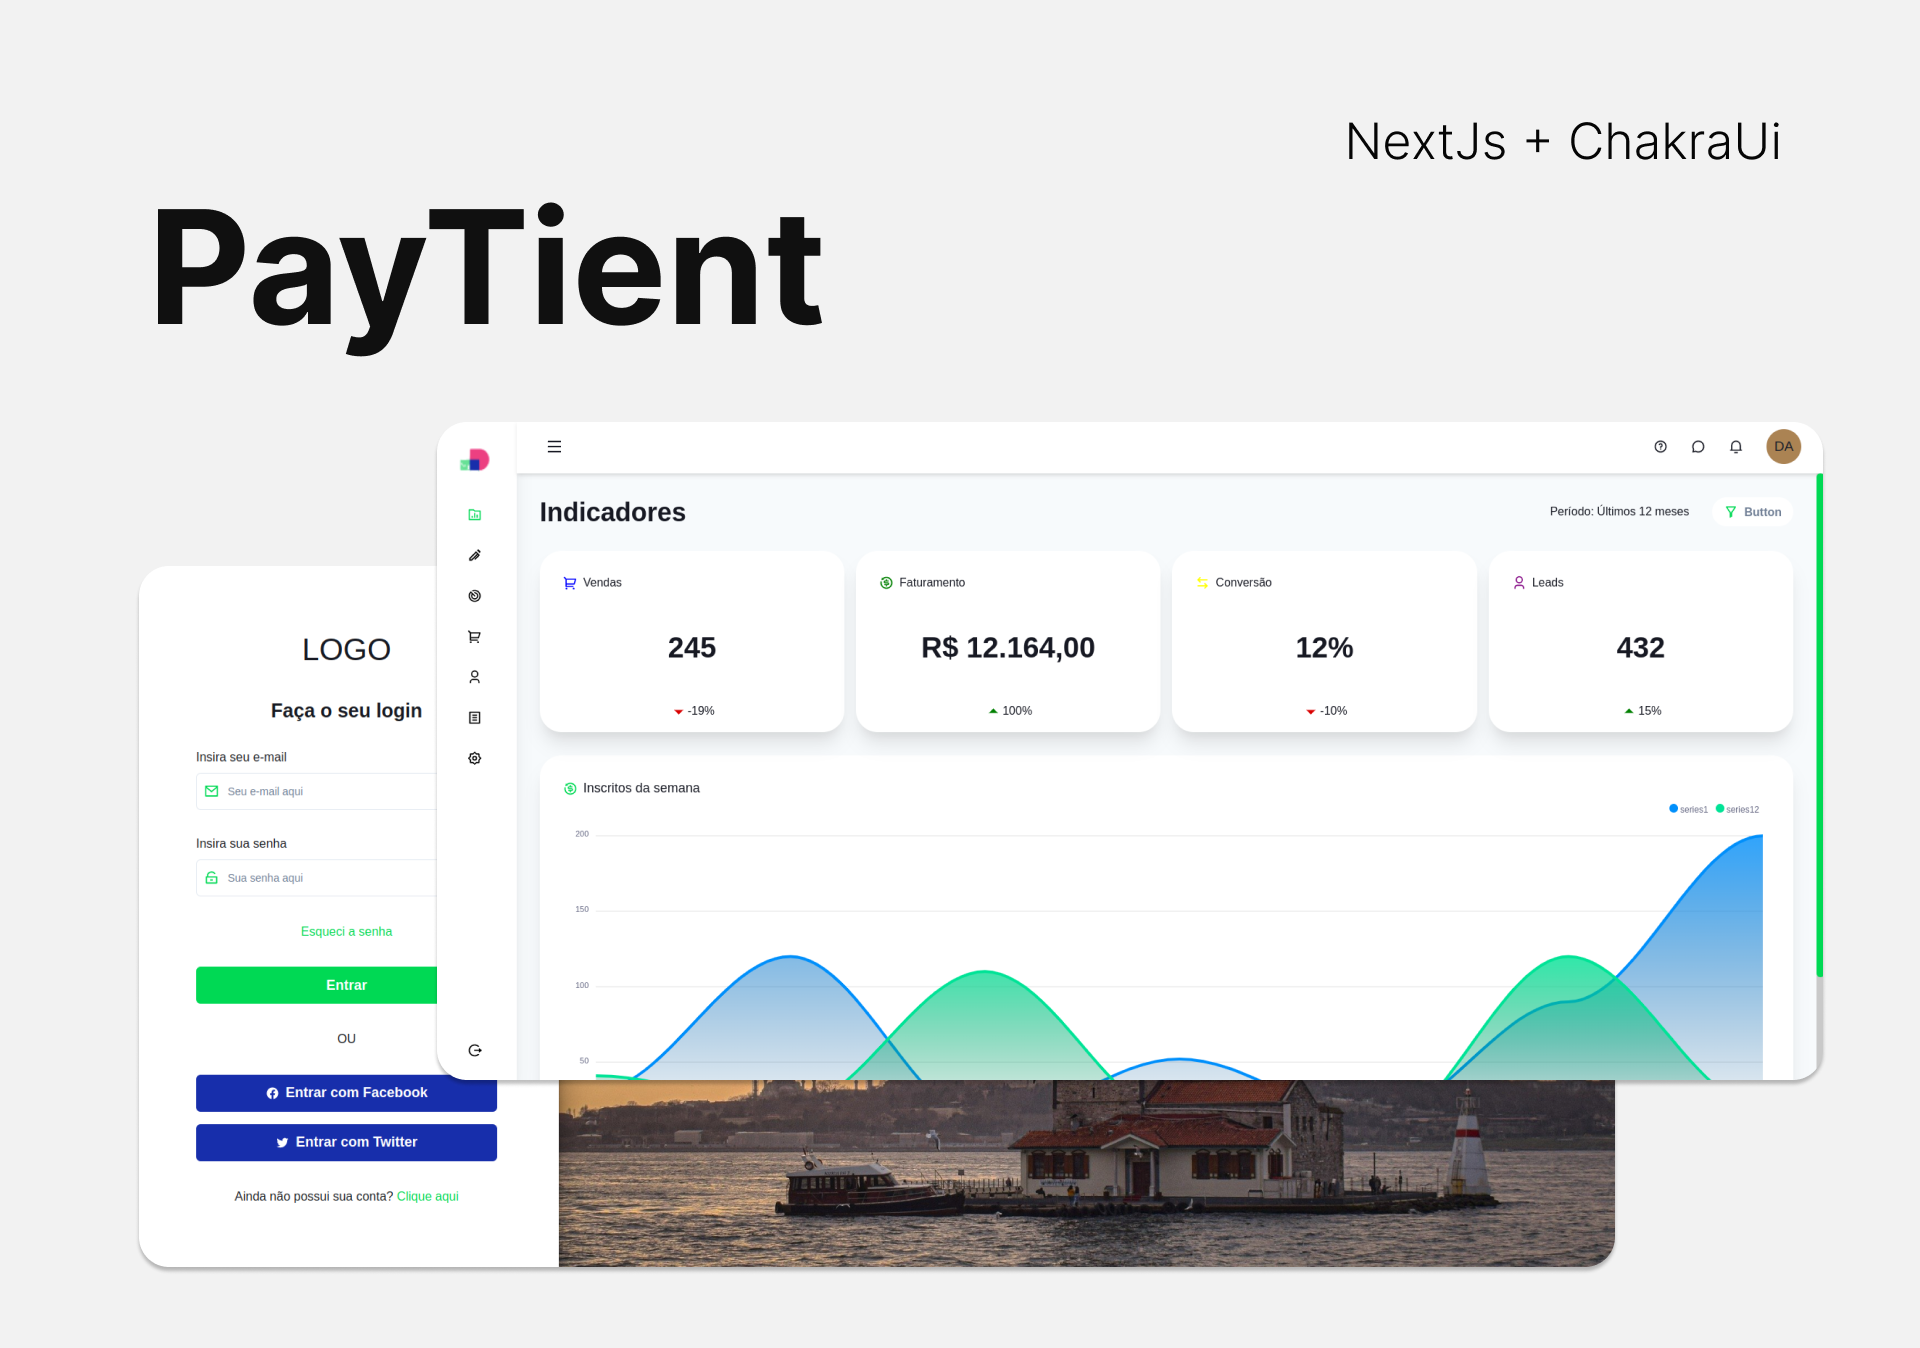 NextJs + ChakraUi
PayTient
DA
Indicadores
Período: Últimos 12 meses
Button
Vendas
245
-19%
Faturamento
R$ 12.164,00
100%
Conversão
12%
-10%
Leads
432
15%
Inscritos da semana
series1
series12
200
150
100
50
LOGO
Faça o seu login
Insira seu e-mail
Seu e-mail aqui
Insira sua senha
Sua senha aqui
Esqueci a senha
Entrar
OU
Entrar com Facebook
Entrar com Twitter
Ainda não possui sua conta? Clique aqui